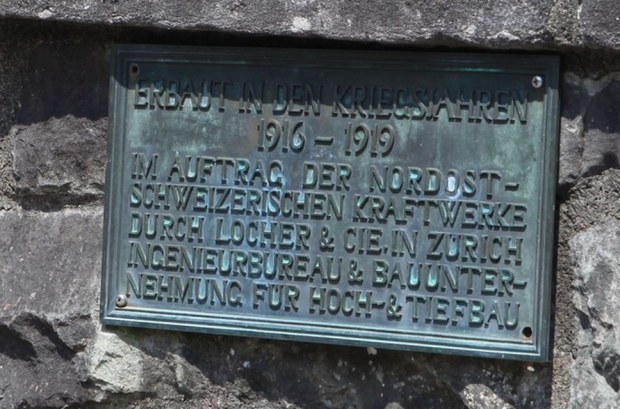 ERBAUT IN DEN KRIEGSJAHREN
1916 – 1919
IM AUFTRAG DER NORDOST-
SCHWEIZERISCHEN KRAFTWERKE
DURCH LOCHER & CIE. IN ZÜRICH
INGENIEURBUREAU & BAUUNTER-
NEHMUNG FÜR HOCH- & TIEFBAU